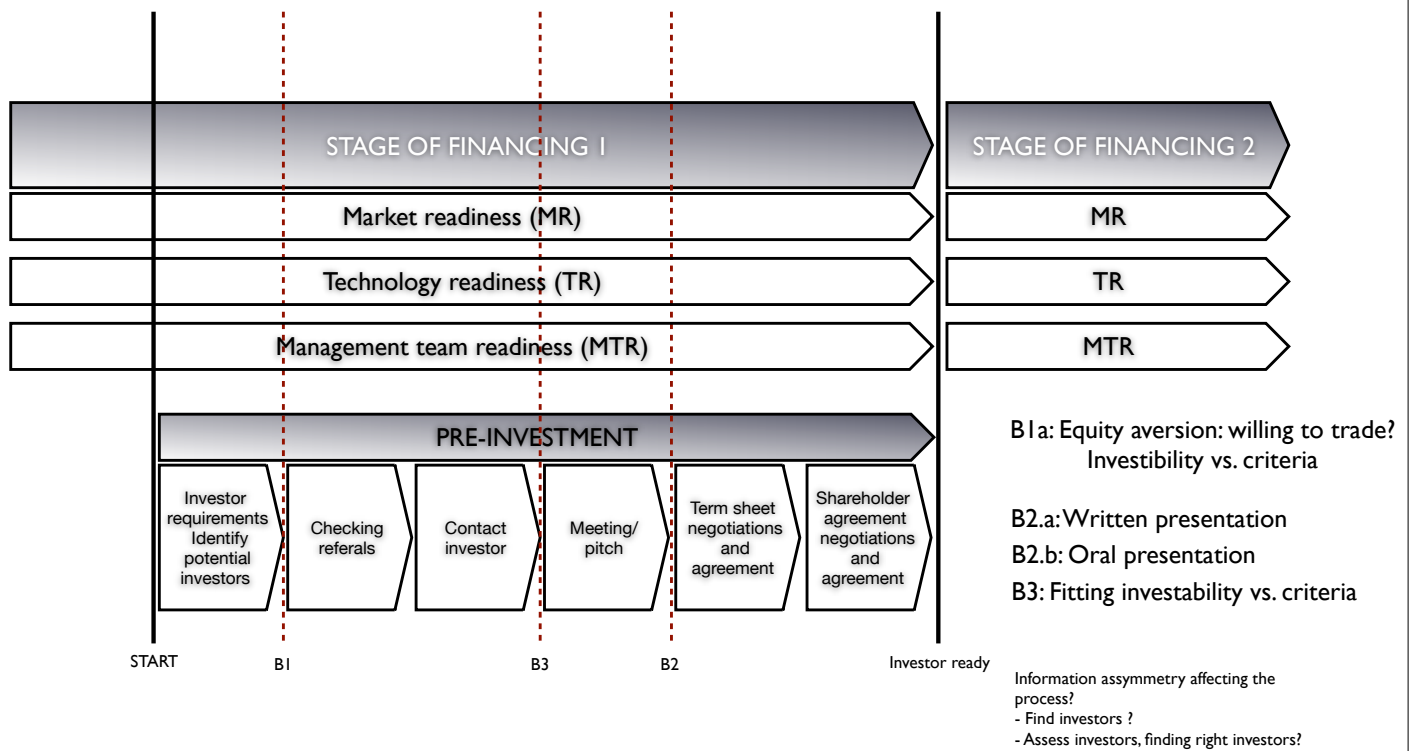 STAGE OF FINANCING 1
STAGE OF FINANCING 2
Market readiness (MR)
MR
Technology readiness (TR)
TR
Management team readiness (MTR)
MTR
PRE-INVESTMENT
Investor
requirements
Identify
potential
investors
Checking
referals
Contact
investor
Meeting/
pitch
Term sheet
negotiations
and
agreement
Shareholder
agreement
negotiations
and
agreement
B1a: Equity aversion: willing to trade?
Investibility vs. criteria
B2.a: Written presentation
B2.b: Oral presentation
B3: Fitting investability vs. criteria
START
B1
B3
B2
Investor ready
Information assymmetry affecting the
process?
- Find investors ?
- Assess investors, finding right investors?